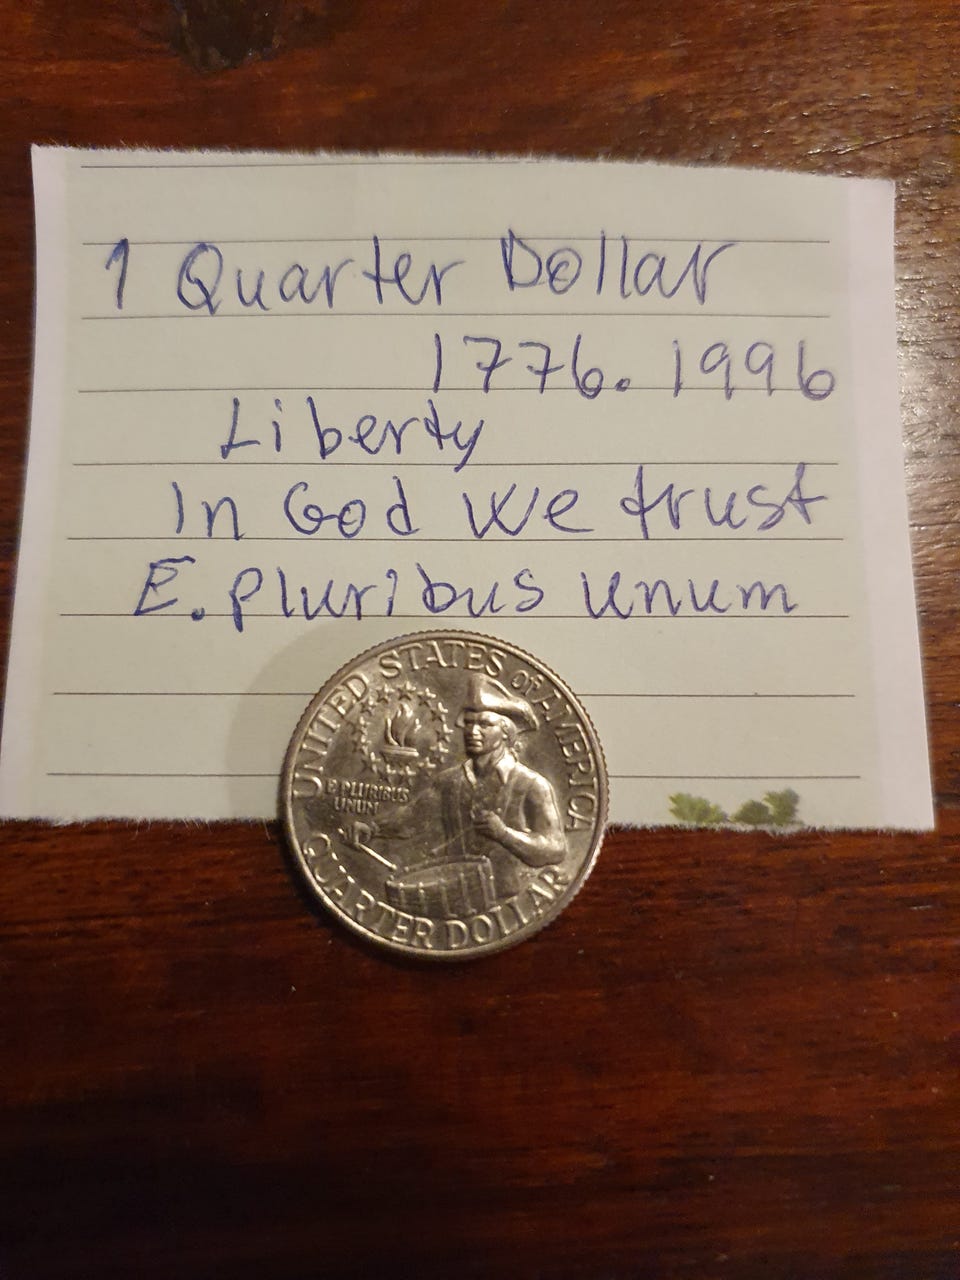 1 Quarter Dollar
1776. 1996
Liberty
In God we trust
E. pluribus unum
UNITED STATES of AMERICA
E PLURIBUS
UNUM
QUARTER DOLLAR